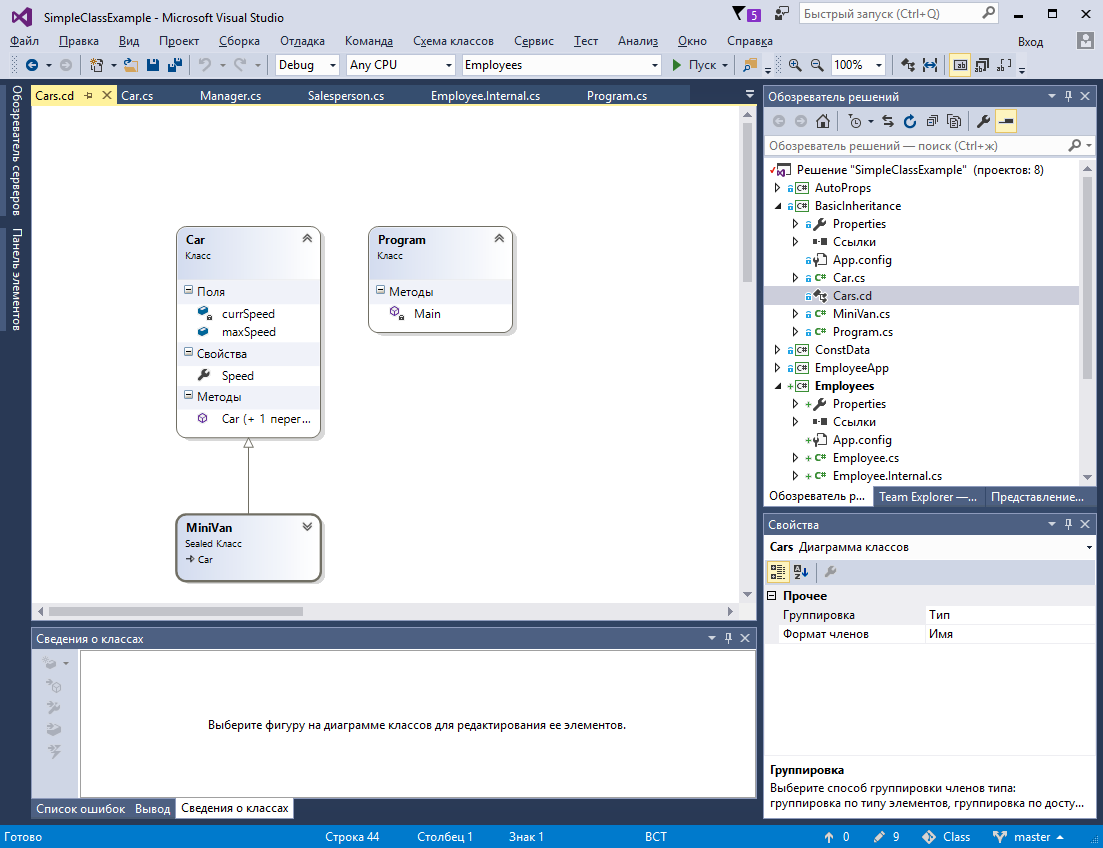 SimpleClassExample - Microsoft Visual Studio
5
Быстрый запуск (Ctrl+Q)
Файл Правка Вид Проект Сборка Отладка Команда Схема классов Сервис Тест Анализ Окно Справка Вход
Debug Any CPU Employees Пуск 100%
Обозреватель серверов
Панель элементов
Cars.cd Car.cs Manager.cs Salesperson.cs Employee.Internal.cs Program.cs
Car
Класс
Поля
currSpeed
maxSpeed
Свойства
Speed
Методы
Car (+ 1 перег...
Program
Класс
Методы
Main
MiniVan
Sealed Класс
Car
Сведения о классах
Выберите фигуру на диаграмме классов для редактирования ее элементов.
Список ошибок Вывод Сведения о классах
Обозреватель решений
Обозреватель решений — поиск (Ctrl+ж)
Решение "SimpleClassExample" (проектов: 8)
C# AutoProps
C# BasicInheritance
Properties
Ссылки
App.config
C# Car.cs
Cars.cd
C# MiniVan.cs
C# Program.cs
C# ConstData
C# EmployeeApp
+ C# Employees
+ Properties
Ссылки
+ App.config
+ C# Employee.cs
+ C# Employee.Internal.cs
Обозреватель р... Team Explorer —... Представление...
Свойства
Cars Диаграмма классов
Прочее
Группировка Тип
Формат членов Имя
Группировка
Выберите способ группировки членов типа:
группировка по типу элементов, группировка по досту...
Готово Строка 44 Столбец 1 Знак 1 ВСТ 0 9 Class master